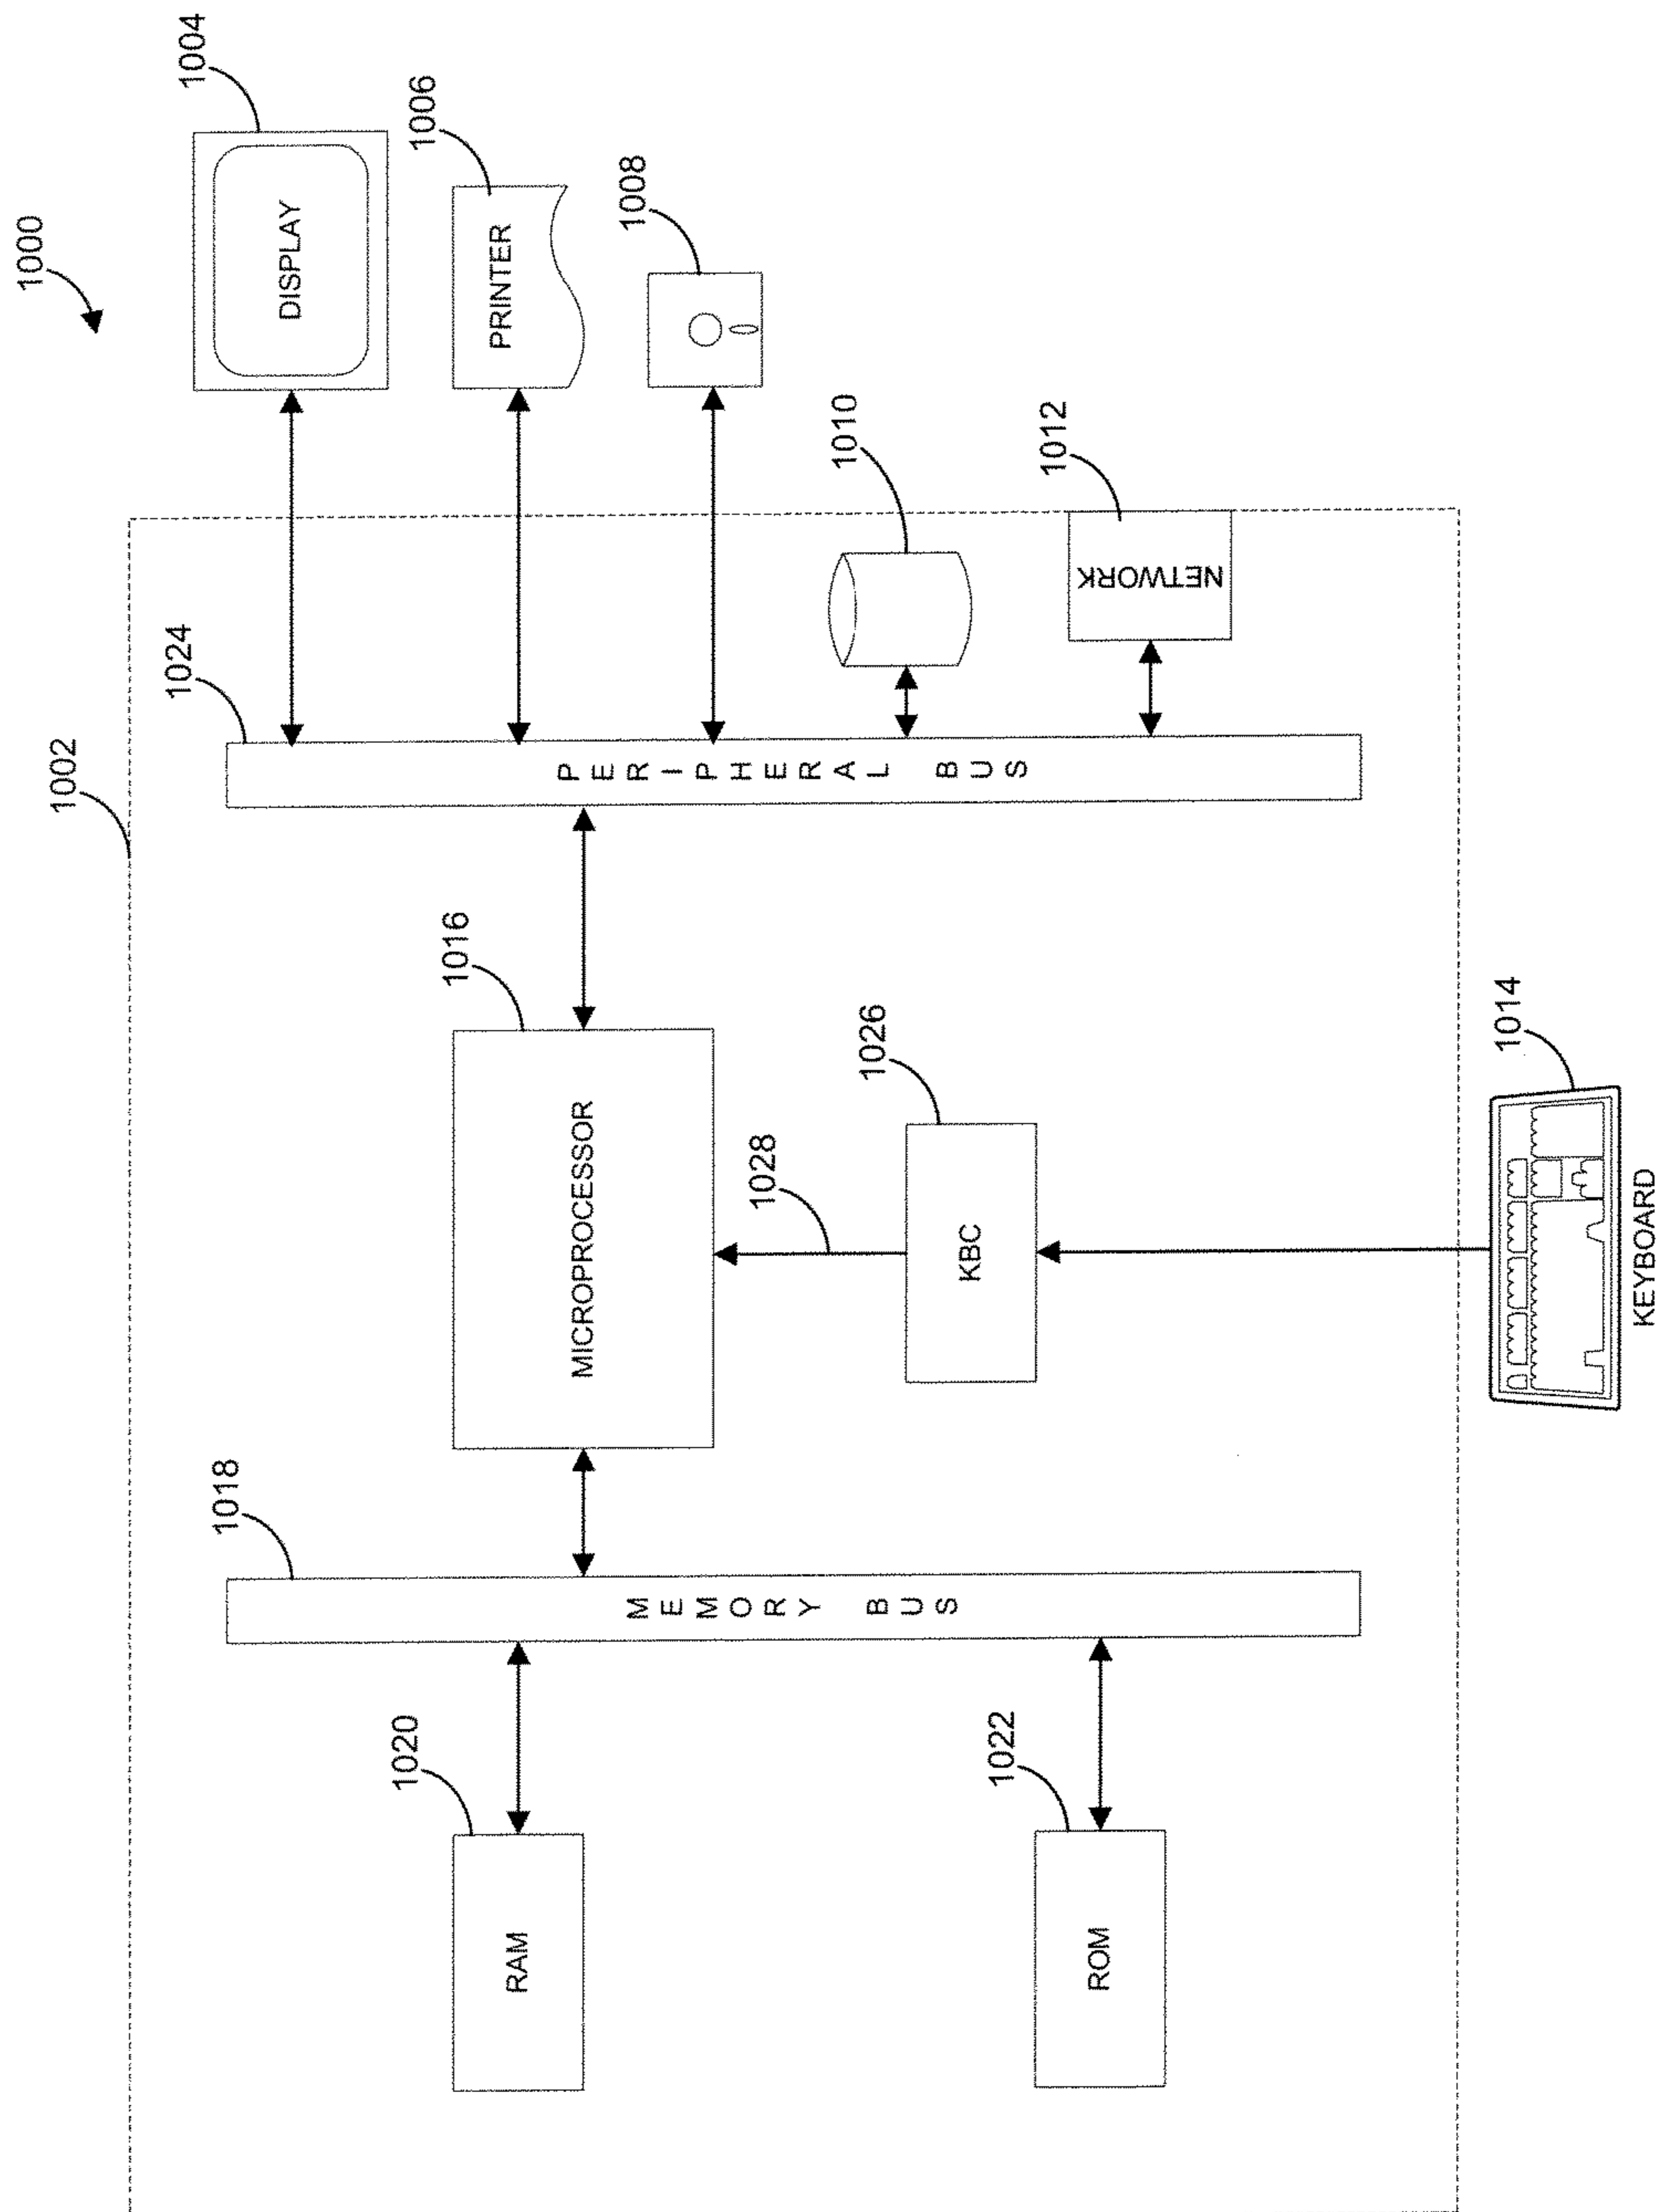 1000
1002
1024
1004
DISPLAY
1006
PRINTER
1008
1010
1012
NETWORK
PERIPHERAL BUS
1016
MICROPROCESSOR
1028
1026
KBC
1014
KEYBOARD
1018
MEMORY BUS
1020
RAM
1022
ROM